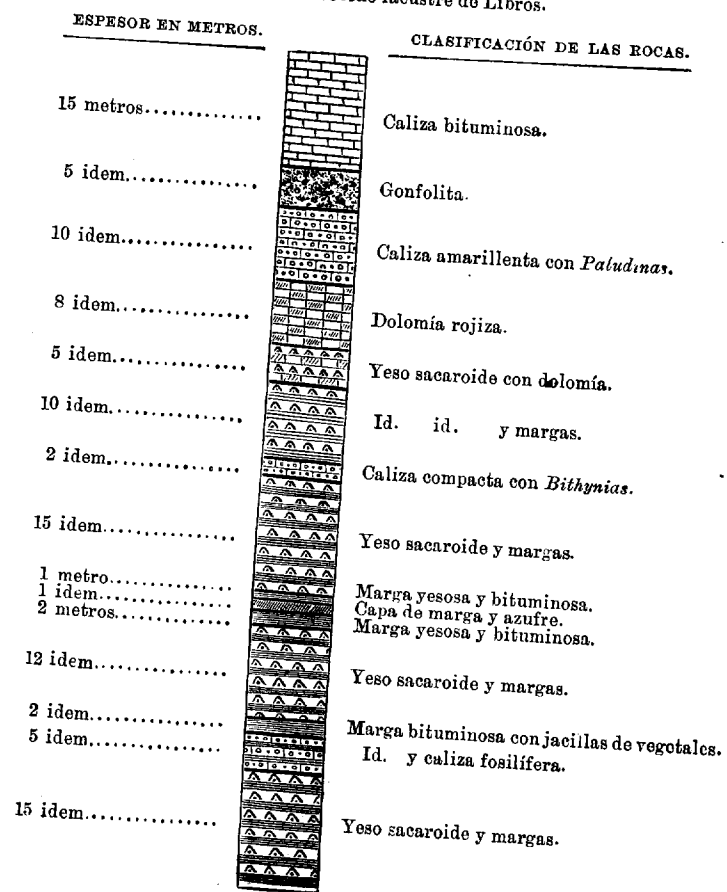 lacustre de Libros.
ESPESOR EN METROS. CLASIFICACIÓN DE LAS ROCAS.
15 metros.............. Caliza bituminosa.
5 idem................ Gonfolita.
10 idem................ Caliza amarillenta con Paludinas.
8 idem................ Dolomía rojiza.
5 idem................ Yeso sacaroide con dolomía.
10 idem................ Id. id. y margas.
2 idem................ Caliza compacta con Bithynias.
15 idem................ Yeso sacaroide y margas.
1 metro............... Marga yesosa y bituminosa.
1 idem................ Capa de marga y azufre.
2 metros.............. Marga yesosa y bituminosa.
12 idem................ Yeso sacaroide y margas.
2 idem................ Marga bituminosa con jacillas de vegetales.
5 idem................ Id. y caliza fosilífera.
15 idem................ Yeso sacaroide y margas.